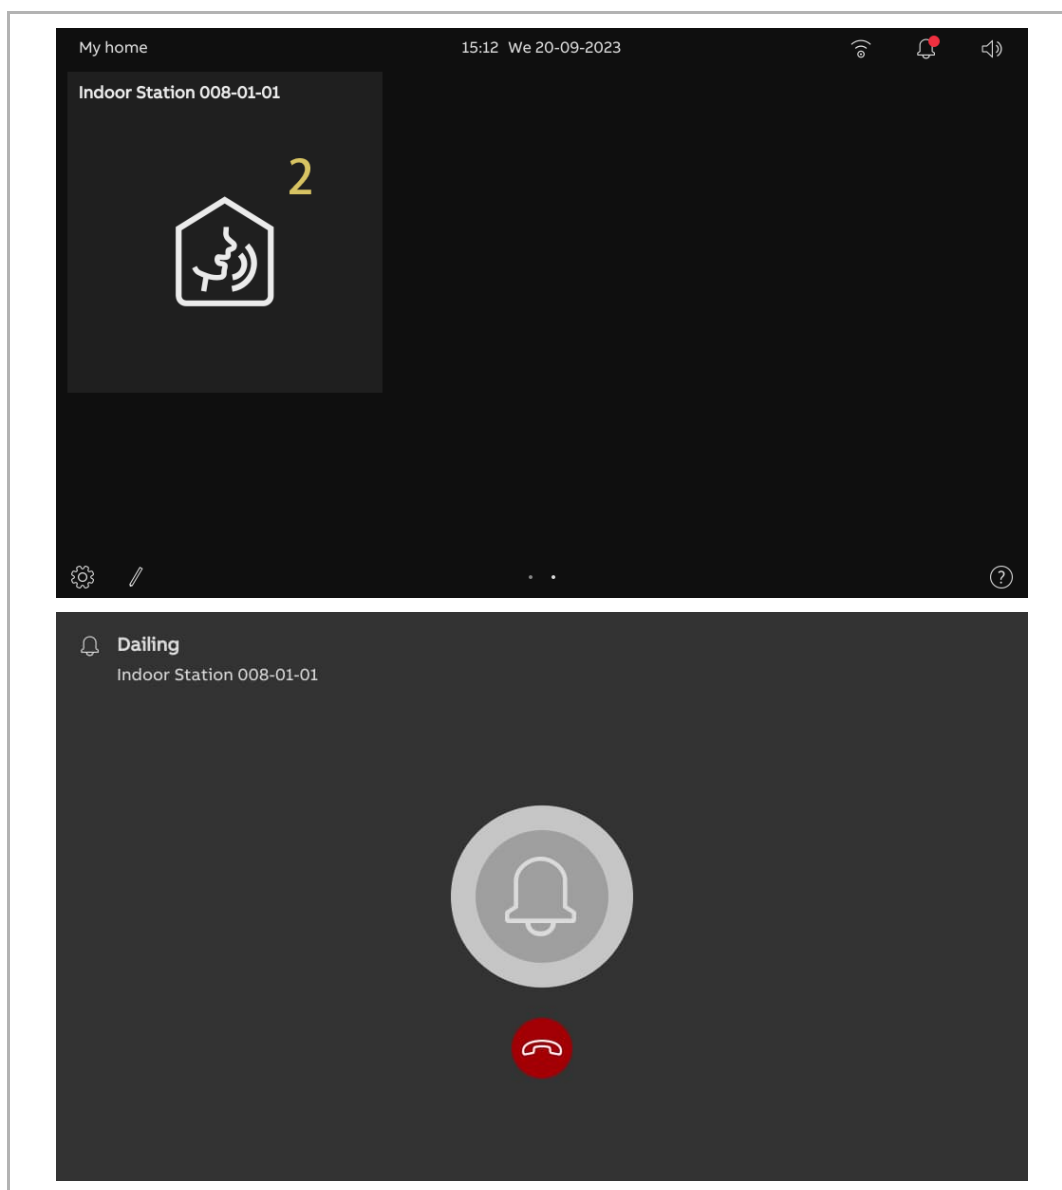 My home
15:12 We 20-09-2023
Indoor Station 008-01-01
2
?
Dailing
Indoor Station 008-01-01